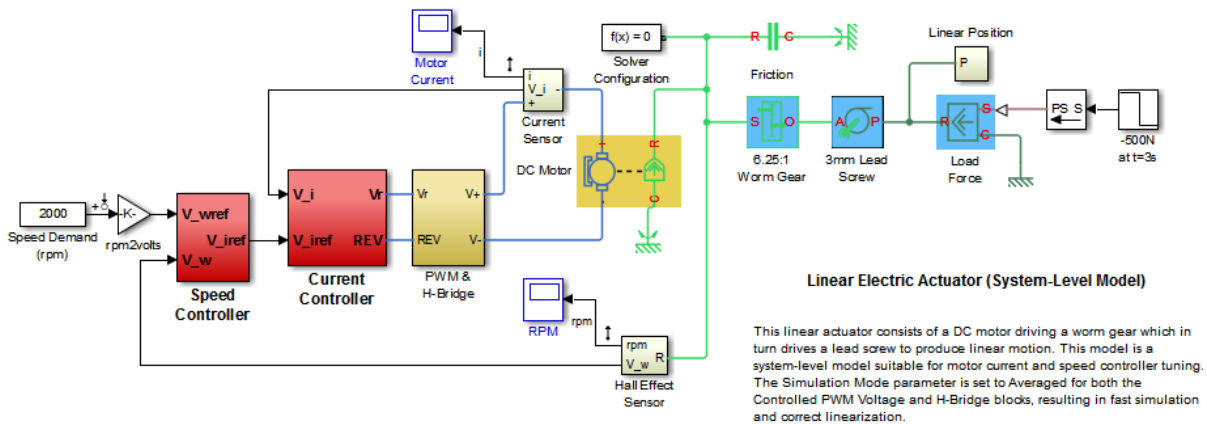 Motor
Current
i
i
V_i
-
+
Current
Sensor
f(x) = 0
Solver
Configuration
R
C
Friction
Linear Position
P
S
O
6.25:1
Worm Gear
A
P
3mm Lead
Screw
R
S
C
Load
Force
PS S
-500N
at t=3s
DC Motor
+
-
R
C
2000
Speed Demand
(rpm)
+
-K-
rpm2volts
V_wref
V_iref
V_w
Speed
Controller
V_i
Vr
V_iref
REV
Current
Controller
Vr
V+
REV
V-
PWM &
H-Bridge
RPM
rpm
rpm
V_w
R
Hall Effect
Sensor
Linear Electric Actuator (System-Level Model)
This linear actuator consists of a DC motor driving a worm gear which in
turn drives a lead screw to produce linear motion. This model is a
system-level model suitable for motor current and speed controller tuning.
The Simulation Mode parameter is set to Averaged for both the
Controlled PWM Voltage and H-Bridge blocks, resulting in fast simulation
and correct linearization.